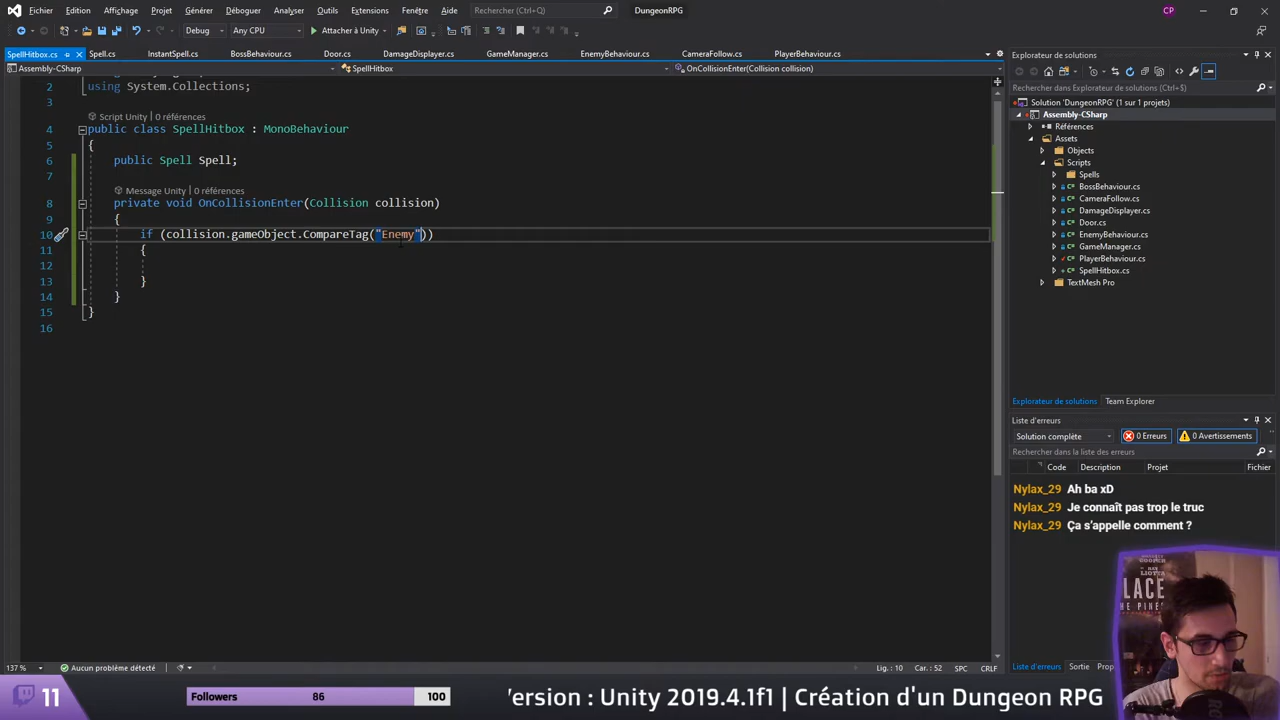 Fichier Édition Affichage Projet Générer Déboguer Analyser Outils Extensions Fenêtre Aide Rechercher (Ctrl+Q) DungeonRPG CP
Debug Any CPU Attacher à Unity
SpellHitbox.cs Spell.cs InstantSpell.cs BossBehaviour.cs Door.cs DamageDisplayer.cs GameManager.cs EnemyBehaviour.cs CameraFollow.cs PlayerBehaviour.cs
Assembly-CSharp SpellHitbox OnCollisionEnter(Collision collision)
2 using System.Collections;
3
Script Unity | 0 références
4 public class SpellHitbox : MonoBehaviour
5 {
6 public Spell Spell;
7
Message Unity | 0 références
8 private void OnCollisionEnter(Collision collision)
9 {
10 if (collision.gameObject.CompareTag("Enemy"))
11 {
12
13 }
14 }
15 }
16
137 % Aucun problème détecté Lig. : 10 Car. : 52 SPC CRLF
Explorateur de solutions
Rechercher dans Explorateur de solutions (Ctrl+$)
Solution 'DungeonRPG' (1 sur 1 projets)
Assembly-CSharp
Références
Assets
Objects
Scripts
Spells
BossBehaviour.cs
CameraFollow.cs
DamageDisplayer.cs
Door.cs
EnemyBehaviour.cs
GameManager.cs
PlayerBehaviour.cs
SpellHitbox.cs
TextMesh Pro
Explorateur de solutions Team Explorer
Liste d'erreurs
Solution complète 0 Erreurs 0 Avertissements
Rechercher dans la liste des erreurs
Code Description Projet Fichier
Nylax_29 Ah ba xD
Nylax_29 Je connaît pas trop le truc
Nylax_29 Ça s'appelle comment ?
Liste d'erreurs Sortie Prop
LACE
THE PINE
11 Followers 86 100 ersion : Unity 2019.4.1f1 | Création d'un Dungeon RPG